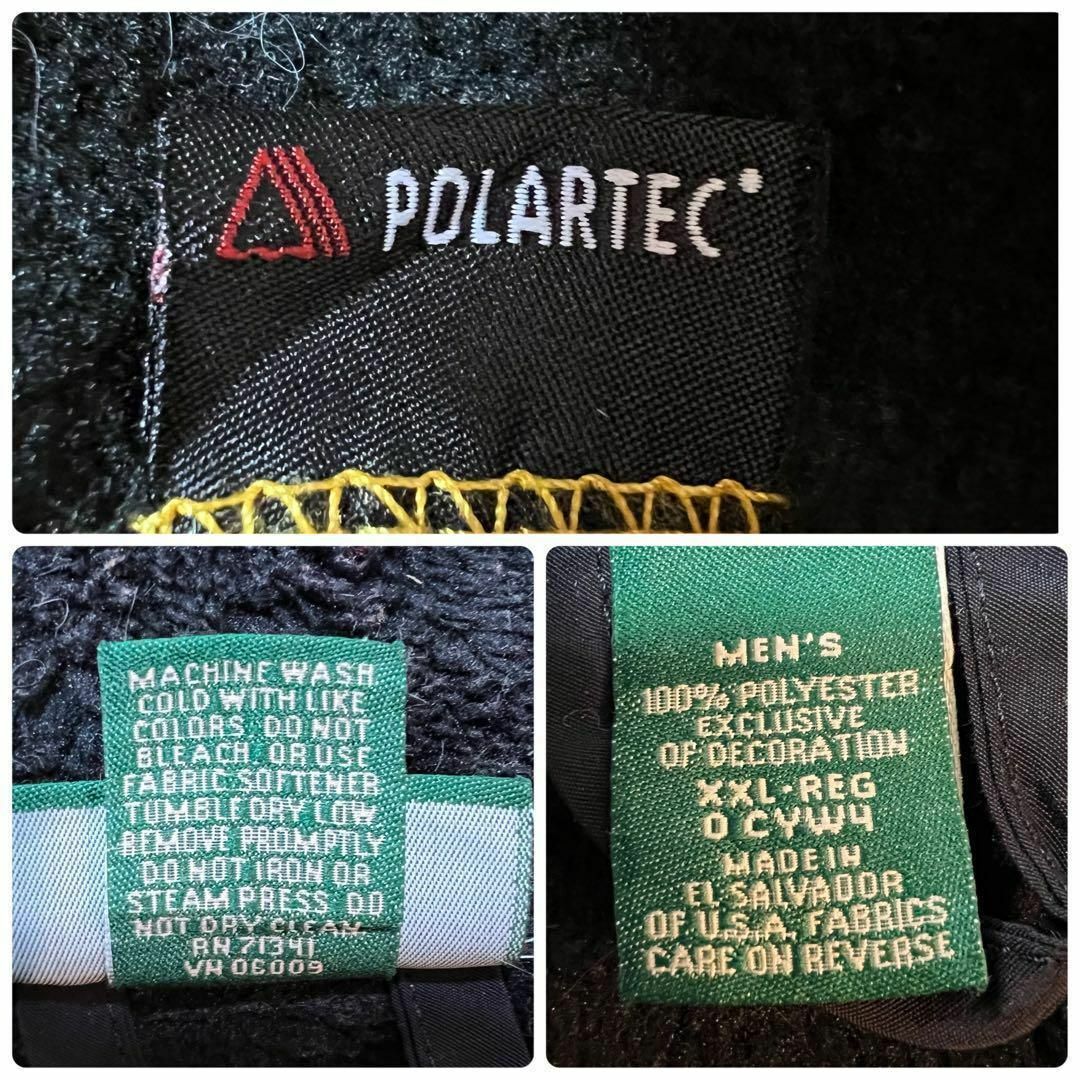 POLARTEC®
MACHINE WASH
COLD WITH LIKE
COLORS. DO NOT
BLEACH OR USE
FABRIC SOFTENER
TUMBLE DRY LOW
REMOVE PROMPTLY
DO NOT IRON OR
STEAM PRESS DO
NOT DRY CLEAN
RN 71341
VN 06009
MEN'S
100% POLYESTER
EXCLUSIVE
OF DECORATION
XXL-REG
0 CYW4
MADE IN
EL SALVADOR
OF U.S.A. FABRICS
CARE ON REVERSE